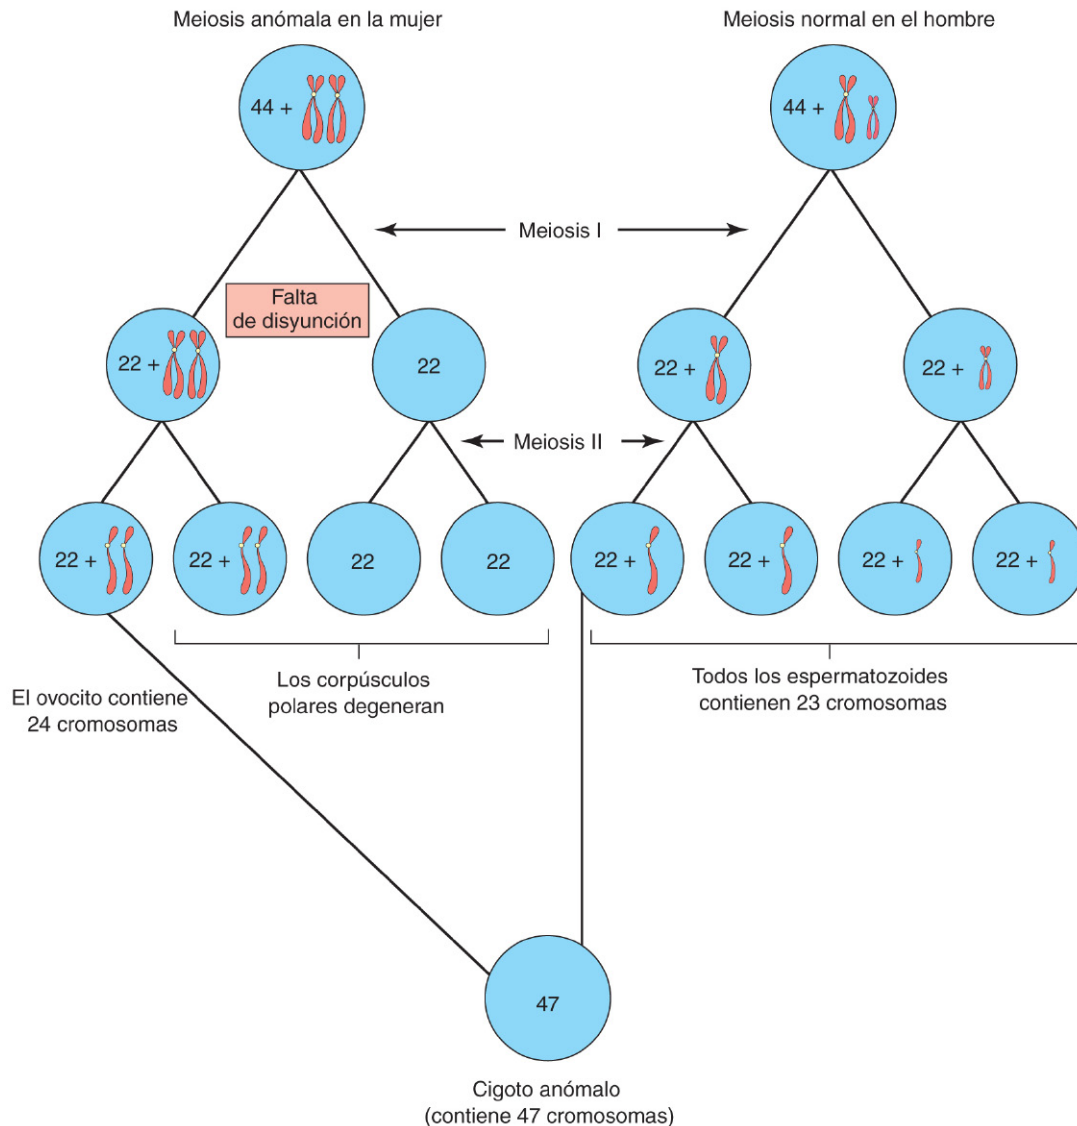 Meiosis anómala en la mujer
Meiosis normal en el hombre
44 +
44 +
Meiosis I
Falta
de disyunción
22 +
22
22 +
22 +
Meiosis II
22 +
22 +
22
22
22 +
22 +
22 +
22 +
El ovocito contiene
24 cromosomas
Los corpúsculos
polares degeneran
Todos los espermatozoides
contienen 23 cromosomas
47
Cigoto anómalo
(contiene 47 cromosomas)